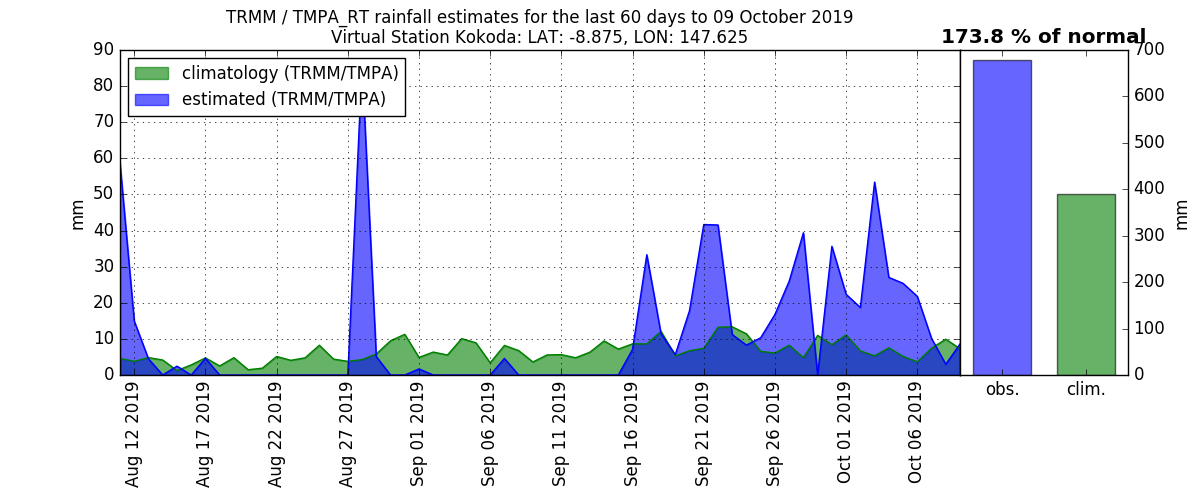 TRMM / TMPA_RT rainfall estimates for the last 60 days to 09 October 2019
Virtual Station Kokoda: LAT: -8.875, LON: 147.625
173.8 % of normal
climatology (TRMM/TMPA)
estimated (TRMM/TMPA)
mm
90
80
70
60
50
40
30
20
10
0
Aug 12 2019
Aug 17 2019
Aug 22 2019
Aug 27 2019
Sep 01 2019
Sep 06 2019
Sep 11 2019
Sep 16 2019
Sep 21 2019
Sep 26 2019
Oct 01 2019
Oct 06 2019
obs.
clim.
700
600
500
400
300
200
100
0
mm